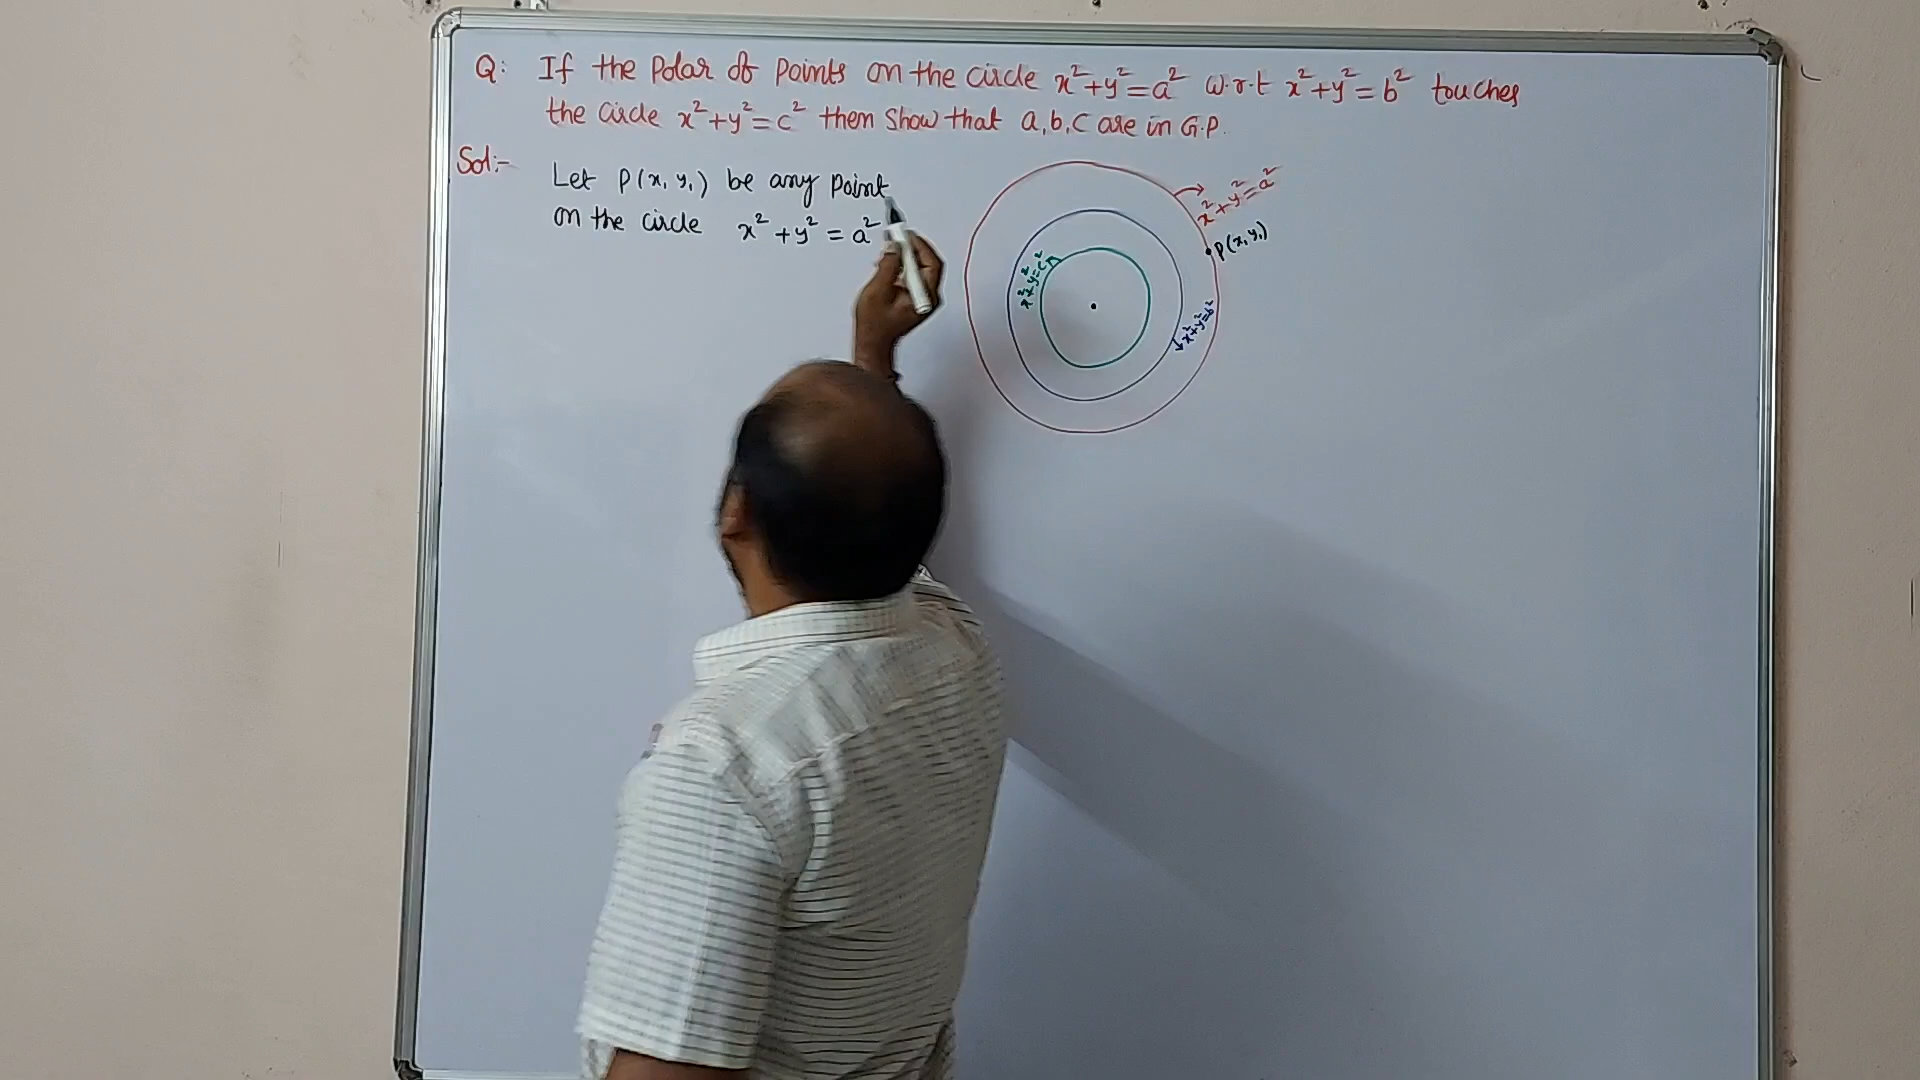 Q: If the Polar of Points on the circle x²+y²=a² w.r.t x²+y²=b² touches
the circle x²+y²=c² then show that a,b,c are in G.P.
Sol:- Let P(x₁ y₁) be any point
on the circle x²+y²=a²
x²+y²=a²
P(x₁ y₁)
x²+y²=c²
x²+y²=b²